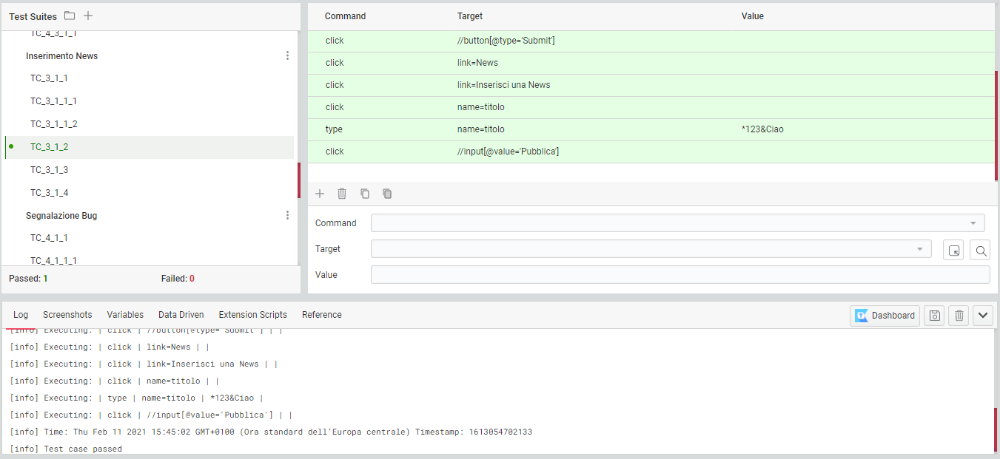 Test Suites
TC_4_3_1_1
Inserimento News
TC_3_1_1
TC_3_1_1_1
TC_3_1_1_2
TC_3_1_2
TC_3_1_3
TC_3_1_4
Segnalazione Bug
TC_4_1_1
TC_4_1_1_1
Passed: 1 Failed: 0
Command Target Value
click //button[@type='Submit']
click link=News
click link=Inserisci una News
click name=titolo
type name=titolo *123&Ciao
click //input[@value='Pubblica']
Command
Target
Value
Log Screenshots Variables Data Driven Extension Scripts Reference Dashboard
[info] Executing: | click | //button[@type='Submit'] | |
[info] Executing: | click | link=News | |
[info] Executing: | click | link=Inserisci una News | |
[info] Executing: | click | name=titolo | |
[info] Executing: | type | name=titolo | *123&Ciao |
[info] Executing: | click | //input[@value='Pubblica'] | |
[info] Time: Thu Feb 11 2021 15:45:02 GMT+0100 (Ora standard dell'Europa centrale) Timestamp: 1613054702133
[info] Test case passed